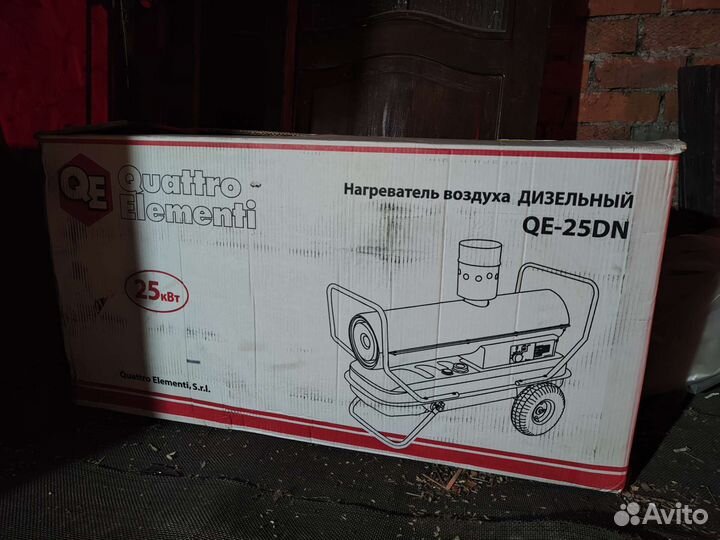 QE Quattro
Elementi
Нагреватель воздуха ДИЗЕЛЬНЫЙ
QE-25DN
25кВт
Quattro Elementi, S.r.l.
Avito